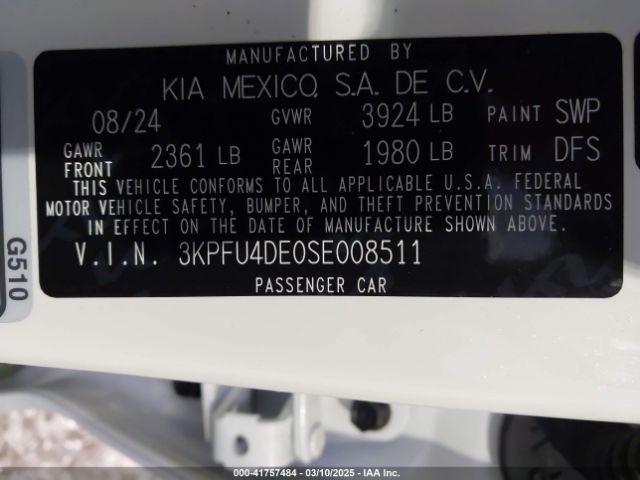 MANUFACTURED BY
KIA MEXICO, S.A. DE C.V.
08/24 GVWR 3924 LB PAINT SWP
GAWR FRONT 2361 LB GAWR REAR 1980 LB TRIM DFS
THIS VEHICLE CONFORMS TO ALL APPLICABLE U.S.A. FEDERAL
MOTOR VEHICLE SAFETY, BUMPER, AND THEFT PREVENTION STANDARDS
IN EFFECT ON THE DATE OF MANUFACTURE SHOWN ABOVE.
V.I.N. 3KPFU4DE0SE008511
PASSENGER CAR
G510
000-41757484 — 03/10/2025 — IAA Inc.